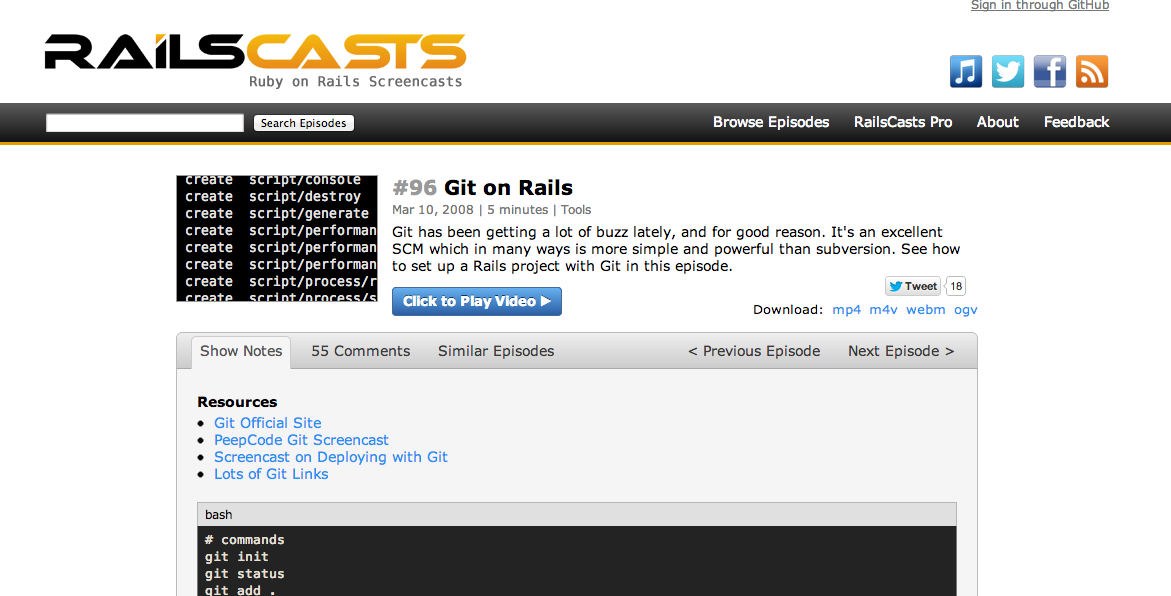 Sign in through GitHub
RAILSCASTS
Ruby on Rails Screencasts
Search Episodes
Browse Episodes RailsCasts Pro About Feedback
create script/console
create script/destroy
create script/generate
create script/performan
create script/performan
create script/performan
create script/process/r
create script/process/s
#96 Git on Rails
Mar 10, 2008 | 5 minutes | Tools
Git has been getting a lot of buzz lately, and for good reason. It's an excellent
SCM which in many ways is more simple and powerful than subversion. See how
to set up a Rails project with Git in this episode.
Click to Play Video
Tweet 18
Download: mp4 m4v webm ogv
Show Notes 55 Comments Similar Episodes < Previous Episode Next Episode >
Resources
• Git Official Site
• PeepCode Git Screencast
• Screencast on Deploying with Git
• Lots of Git Links
bash
# commands
git init
git status
git add .